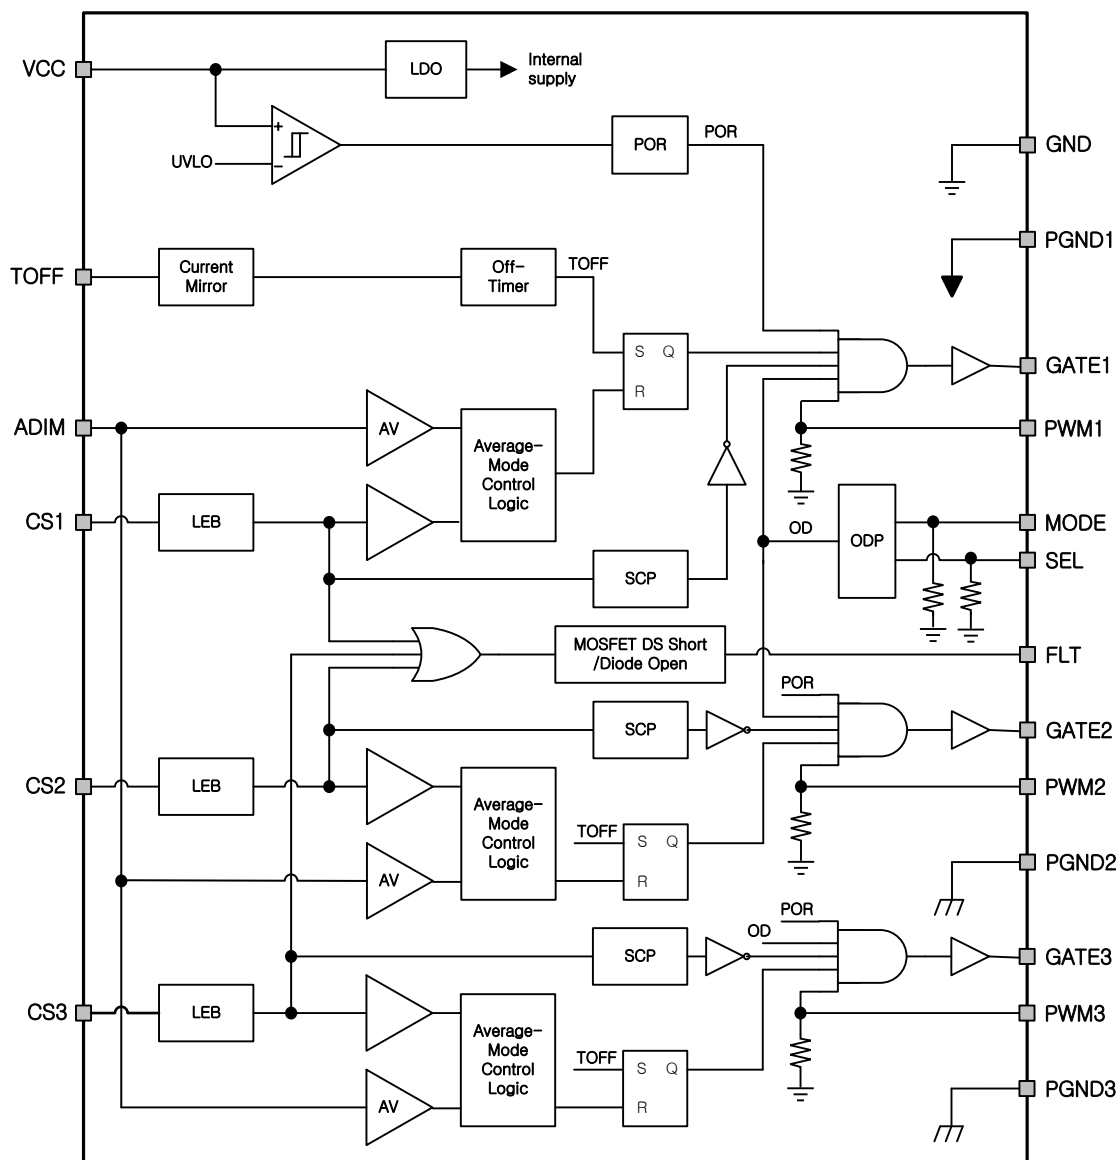 VCC
LDO
Internal
supply
+
UVLO
−
POR
POR
GND
PGND1
TOFF
Current
Mirror
Off−
Timer
TOFF
S Q
R
GATE1
ADIM
AV
Average−
Mode
Control
Logic
PWM1
CS1
LEB
OD
ODP
MODE
SEL
SCP
MOSFET DS Short
/Diode Open
FLT
POR
SCP
GATE2
CS2
LEB
Average−
Mode
Control
Logic
PWM2
TOFF
S Q
R
AV
PGND2
POR
OD
SCP
GATE3
CS3
LEB
Average−
Mode
Control
Logic
PWM3
TOFF
S Q
R
AV
PGND3